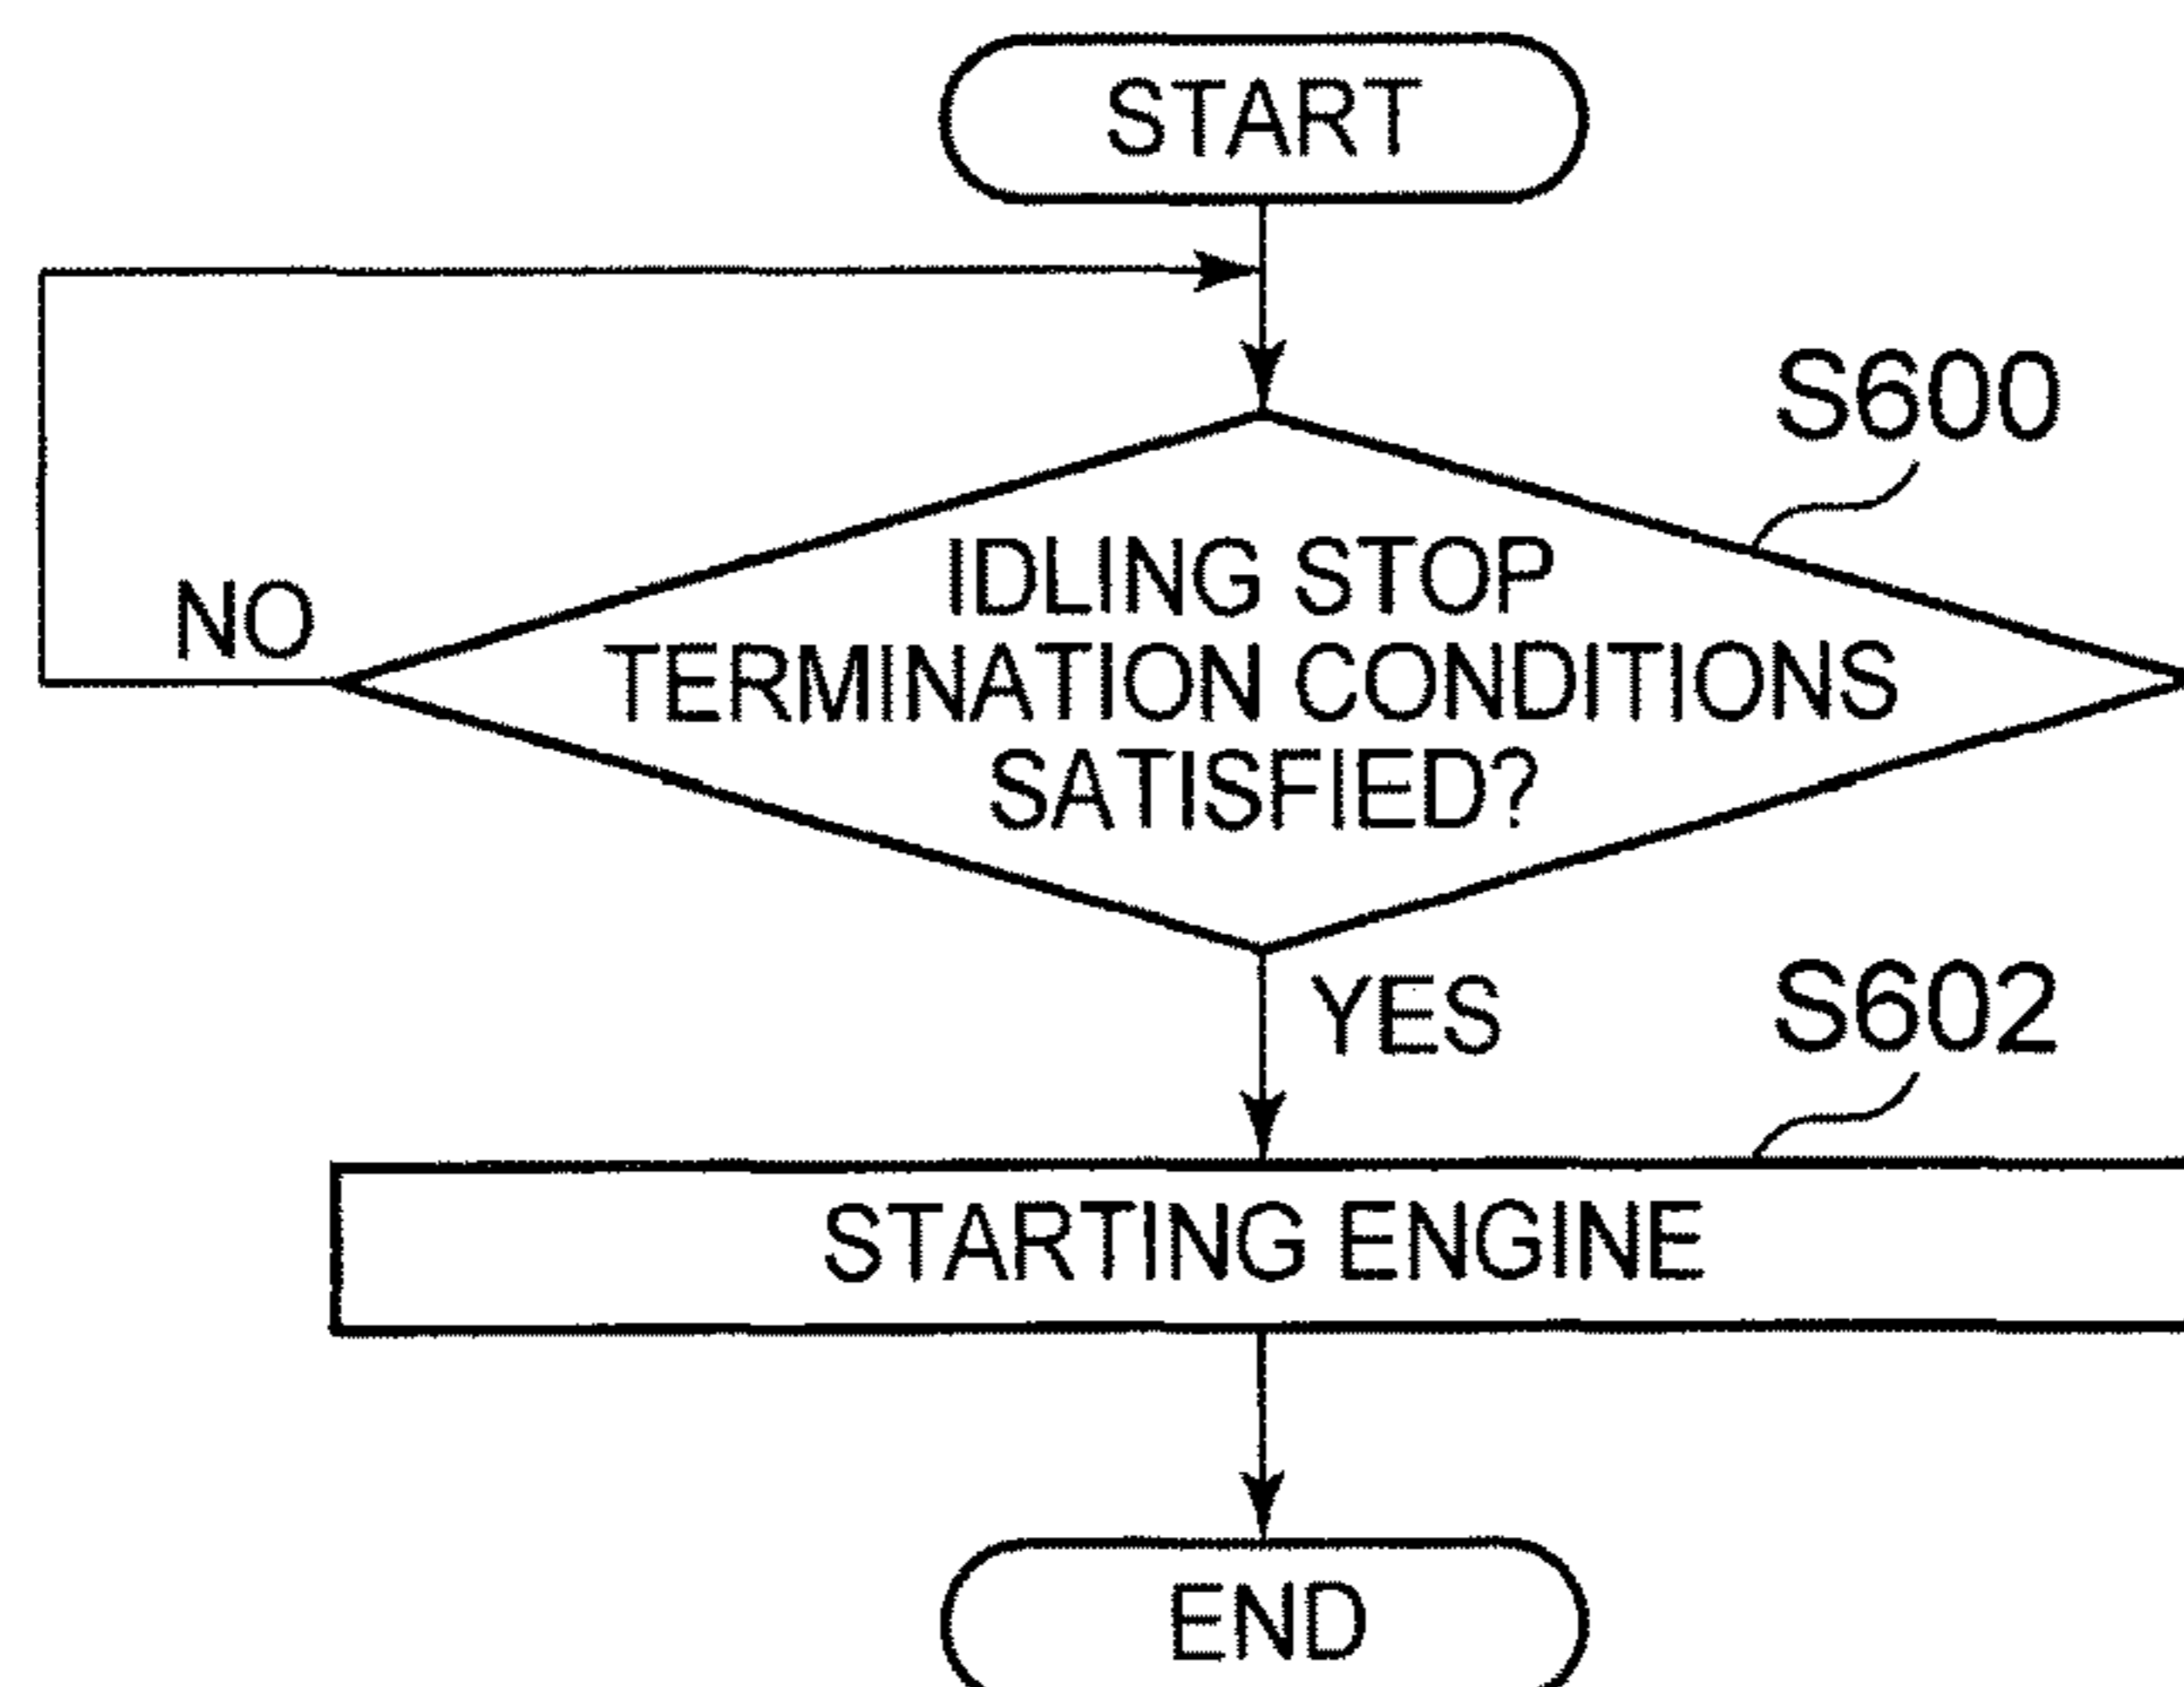 START
S600
NO
IDLING STOP
TERMINATION CONDITIONS
SATISFIED?
YES
S602
STARTING ENGINE
END